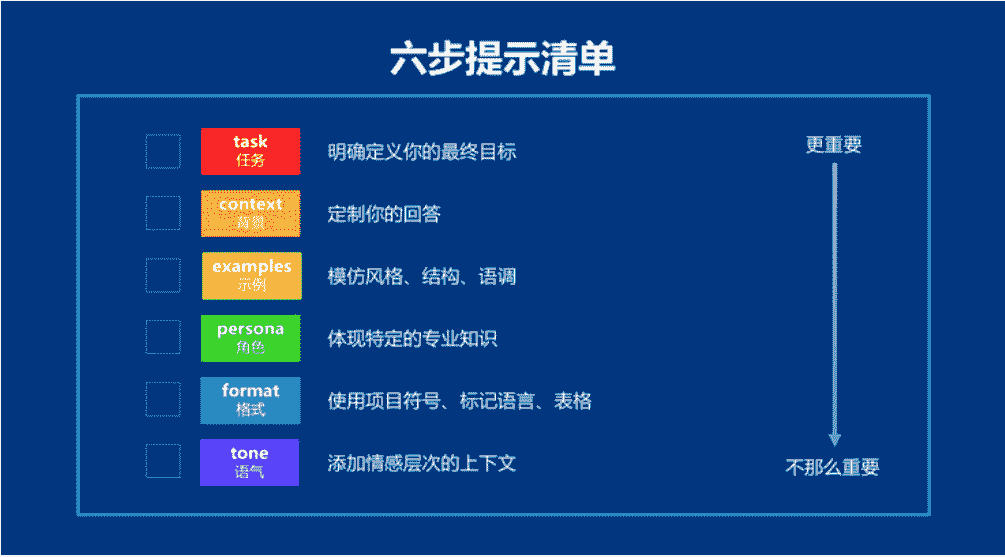 六步提示清单
task
任务
明确定义你的最终目标
更重要
context
背景
定制你的回答
examples
示例
模仿风格、结构、语调
persona
角色
体现特定的专业知识
format
格式
使用项目符号、标记语言、表格
tone
语气
添加情感层次的上下文
不那么重要